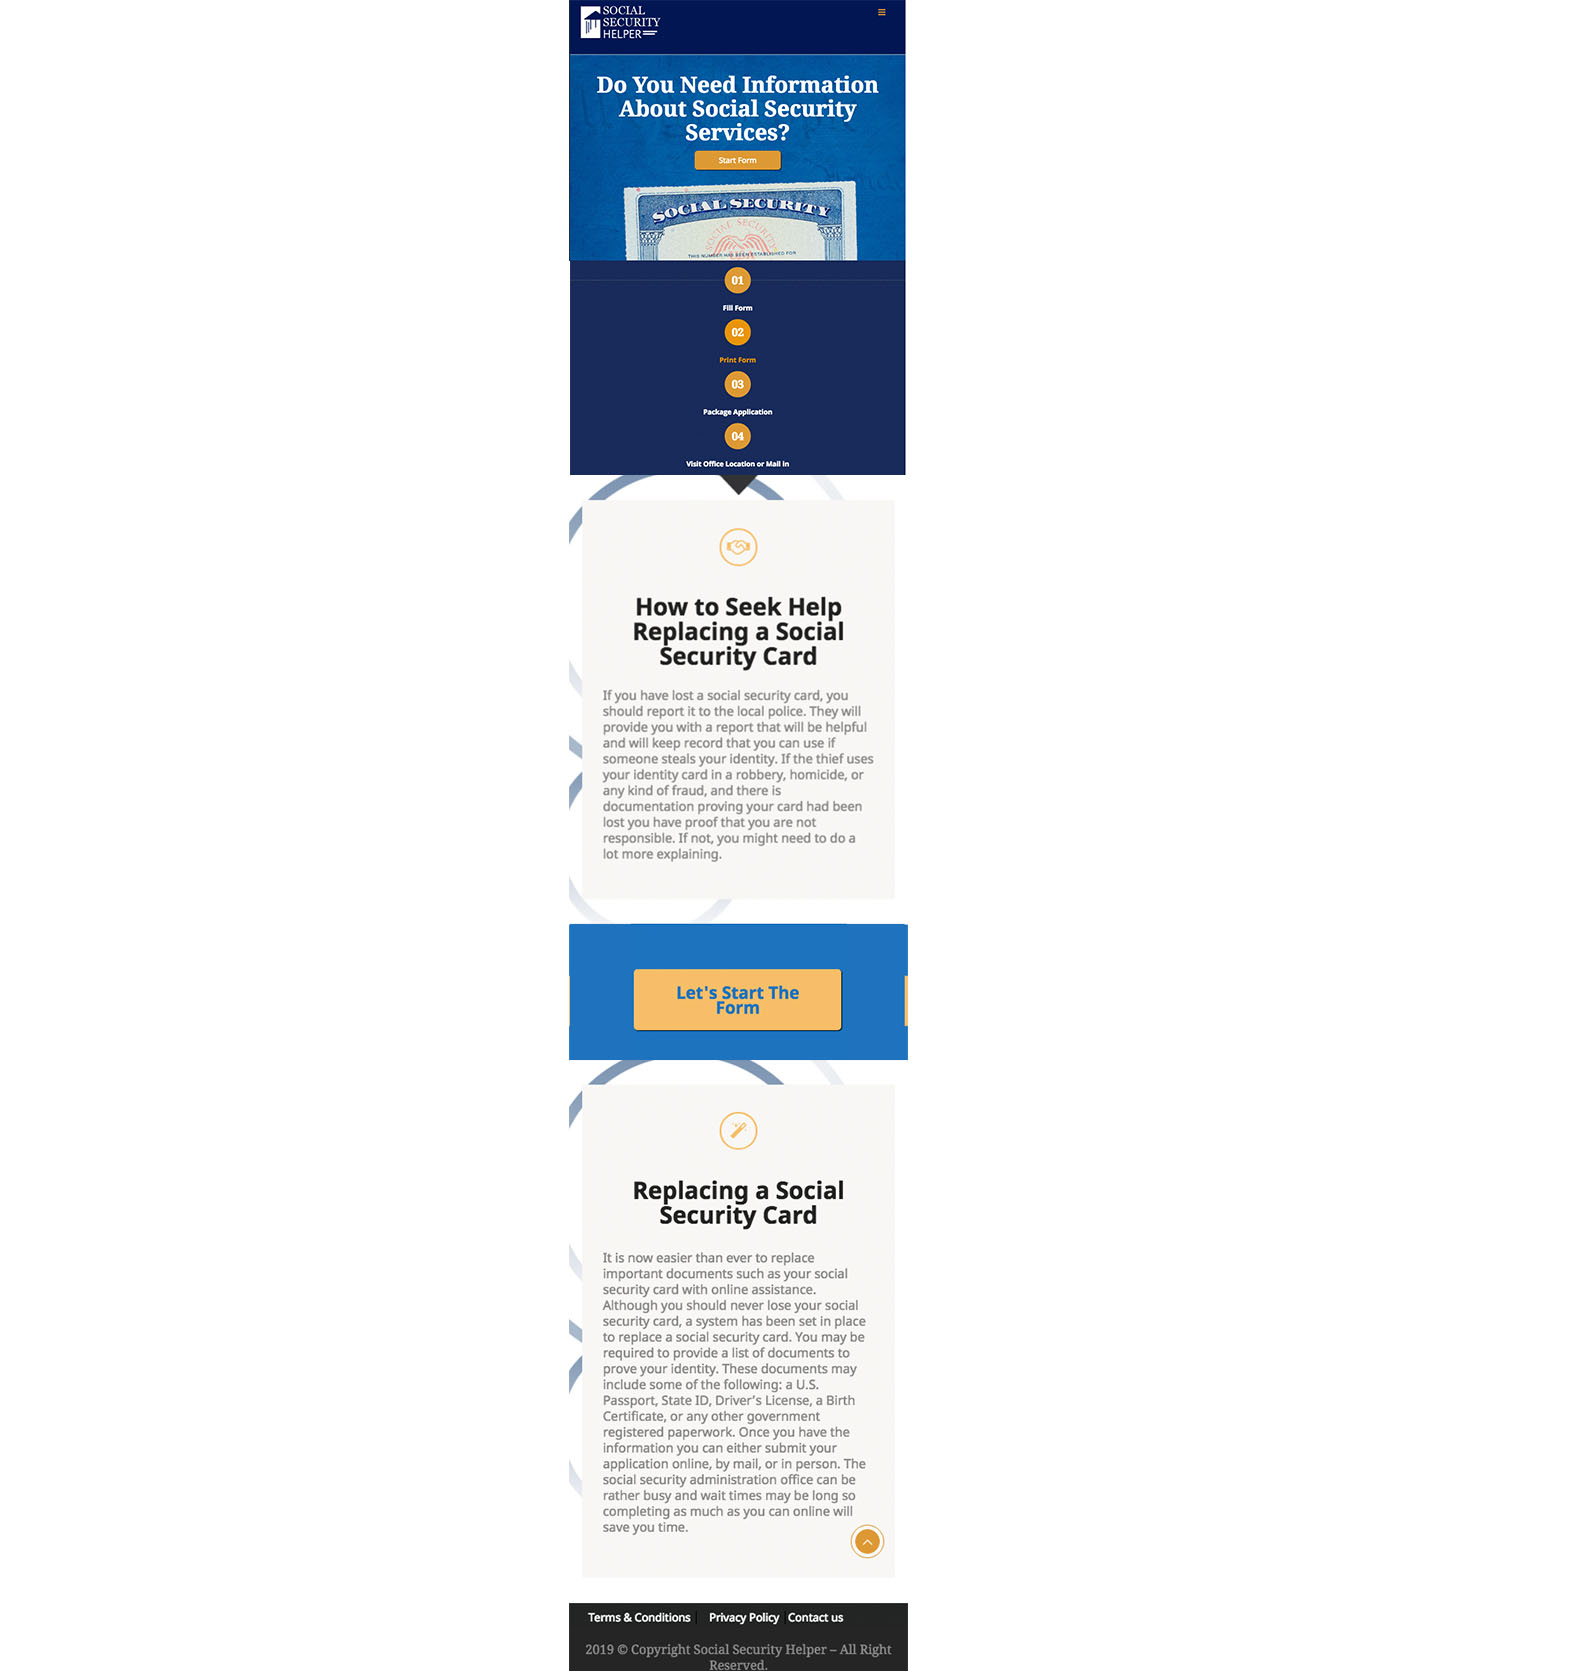 SOCIAL
SECURITY
HELPER
Do You Need Information
About Social Security
Services?
Start Form
SOCIAL SECURITY
SOCIAL SECURITY
THIS NUMBER HAS BEEN ESTABLISHED FOR
01
Fill Form
02
Print Form
03
Package Application
04
Visit Office Location or Mail in
How to Seek Help
Replacing a Social
Security Card
If you have lost a social security card, you
should report it to the local police. They will
provide you with a report that will be helpful
and will keep record that you can use if
someone steals your identity. If the thief uses
your identity card in a robbery, homicide, or
any kind of fraud, and there is
documentation proving your card had been
lost you have proof that you are not
responsible. If not, you might need to do a
lot more explaining.
Let's Start The
Form
Replacing a Social
Security Card
It is now easier than ever to replace
important documents such as your social
security card with online assistance.
Although you should never lose your social
security card, a system has been set in place
to replace a social security card. You may be
required to provide a list of documents to
prove your identity. These documents may
include some of the following: a U.S.
Passport, State ID, Driver’s License, a Birth
Certificate, or any other government
registered paperwork. Once you have the
information you can either submit your
application online, by mail, or in person. The
social security administration office can be
rather busy and wait times may be long so
completing as much as you can online will
save you time.
Terms & Conditions | Privacy Policy | Contact us
2019 © Copyright Social Security Helper – All Right
Reserved.